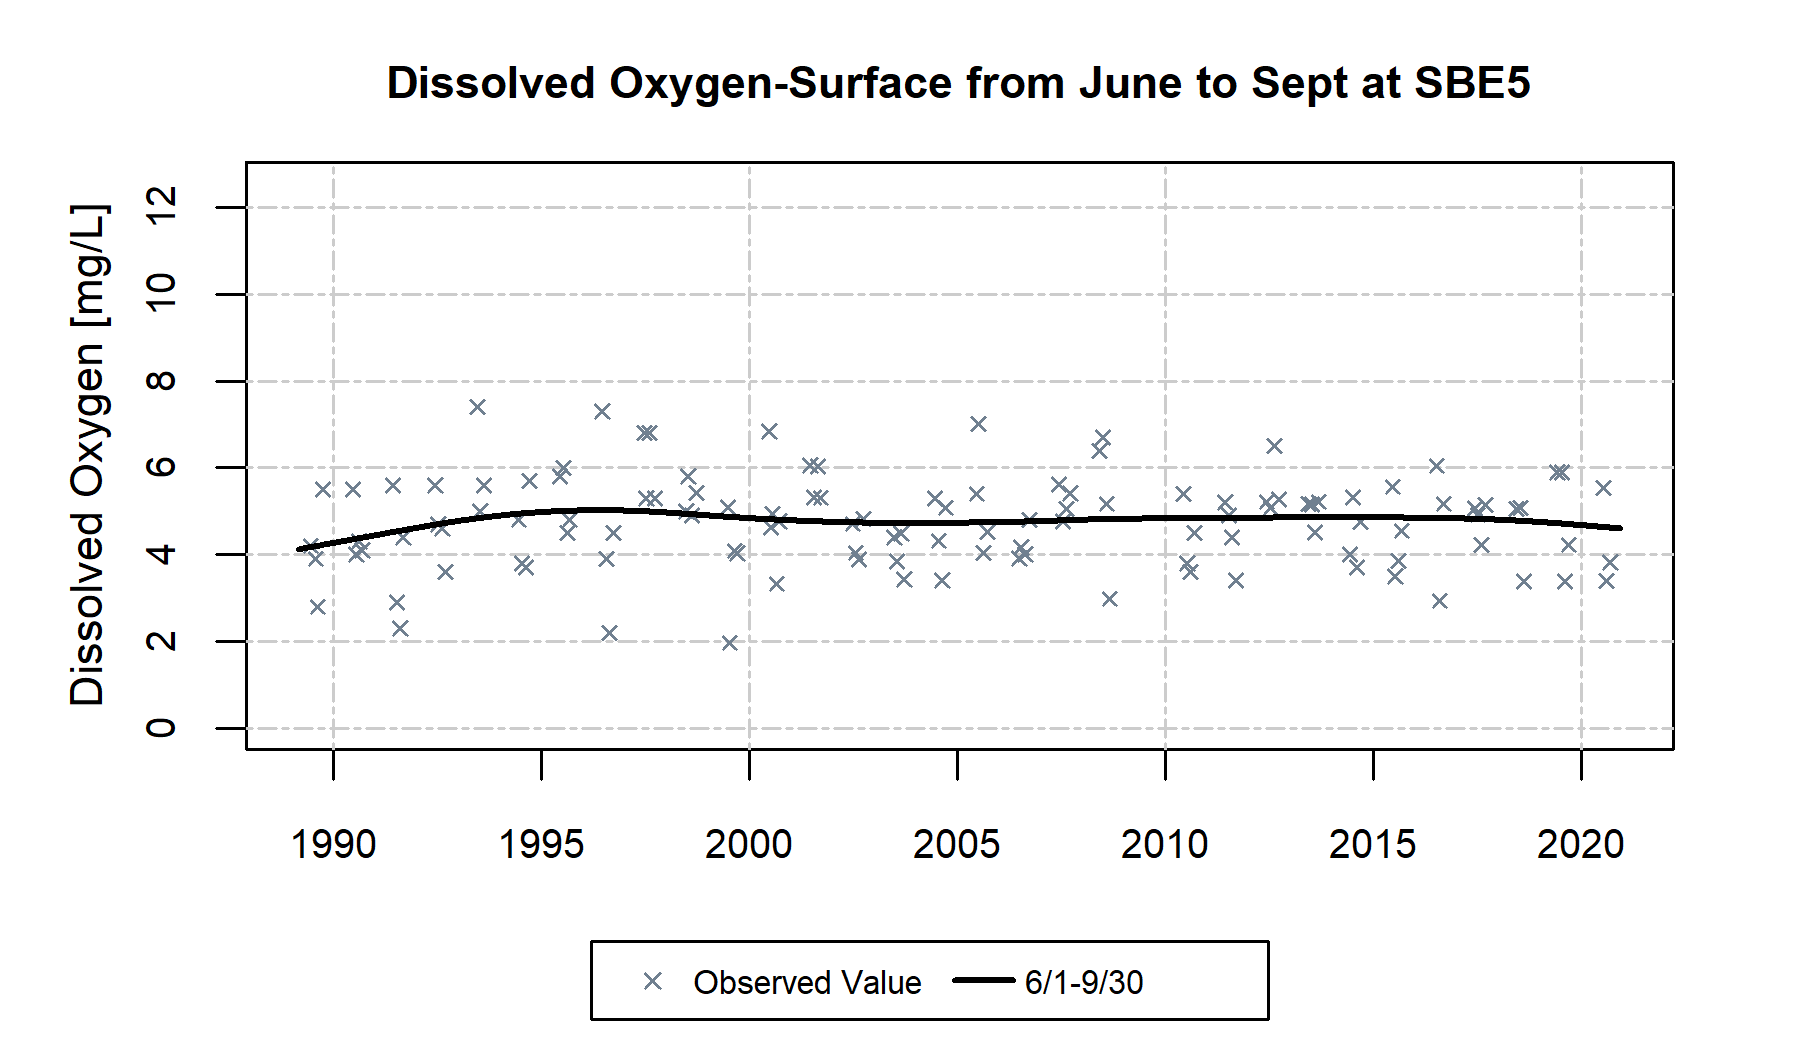 Dissolved Oxygen-Surface from June to Sept at SBE5
Dissolved Oxygen [mg/L]
12
10
8
6
4
2
0
1990 1995 2000 2005 2010 2015 2020
Observed Value 6/1-9/30